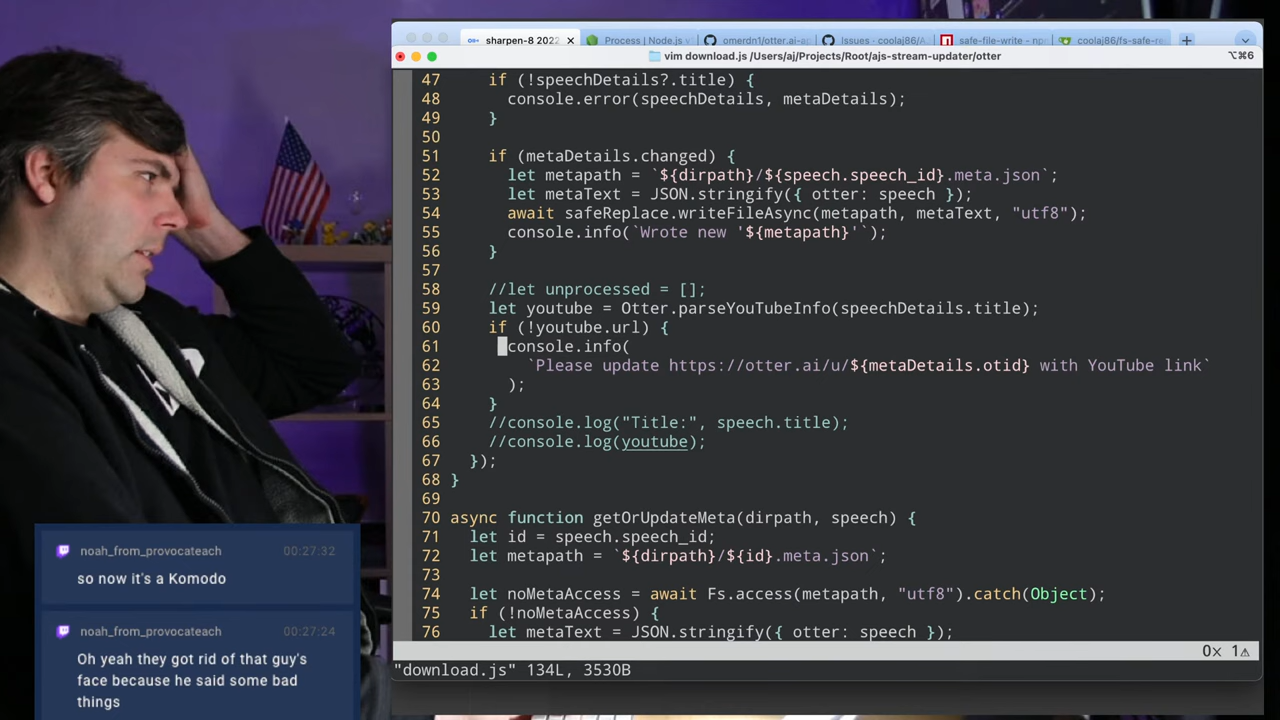 sharpen-8 2022
Process | Node.js v
omerdn1/otter.ai-ap
Issues · coolaj86/
safe-file-write - np
coolaj86/fs-safe-re
vim download.js /Users/aj/Projects/Root/ajs-stream-updater/otter
⌥⌘6
47 if (!speechDetails?.title) {
48 console.error(speechDetails, metaDetails);
49 }
50
51 if (metaDetails.changed) {
52 let metapath = `${dirpath}/${speech.speech_id}.meta.json`;
53 let metaText = JSON.stringify({ otter: speech });
54 await safeReplace.writeFileAsync(metapath, metaText, "utf8");
55 console.info(`Wrote new '${metapath}'`);
56 }
57
58 //let unprocessed = [];
59 let youtube = Otter.parseYouTubeInfo(speechDetails.title);
60 if (!youtube.url) {
61 console.info(
62 `Please update https://otter.ai/u/${metaDetails.otid} with YouTube link`
63 );
64 }
65 //console.log("Title:", speech.title);
66 //console.log(youtube);
67 });
68 }
69
70 async function getOrUpdateMeta(dirpath, speech) {
71 let id = speech.speech_id;
72 let metapath = `${dirpath}/${id}.meta.json`;
73
74 let noMetaAccess = await Fs.access(metapath, "utf8").catch(Object);
75 if (!noMetaAccess) {
76 let metaText = JSON.stringify({ otter: speech });
0× 1⚠
"download.js" 134L, 3530B
noah_from_provocateach 00:27:32
so now it's a Komodo
noah_from_provocateach 00:27:24
Oh yeah they got rid of that guy's
face because he said some bad
things